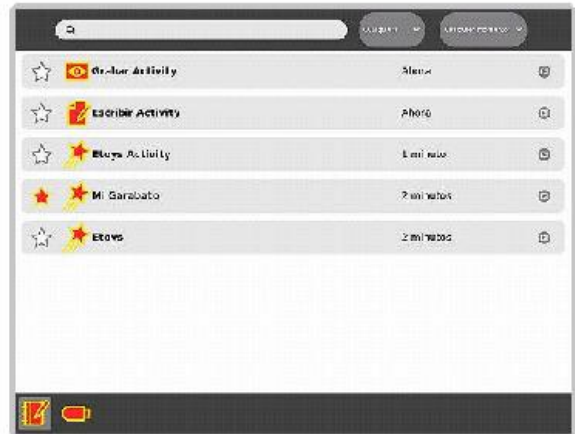 Grabar Activity Ahora
Escribir Activity Ahora
Etoys Activity 1 minuto
Mi Garabato 2 minutos
Etoys 2 minutos